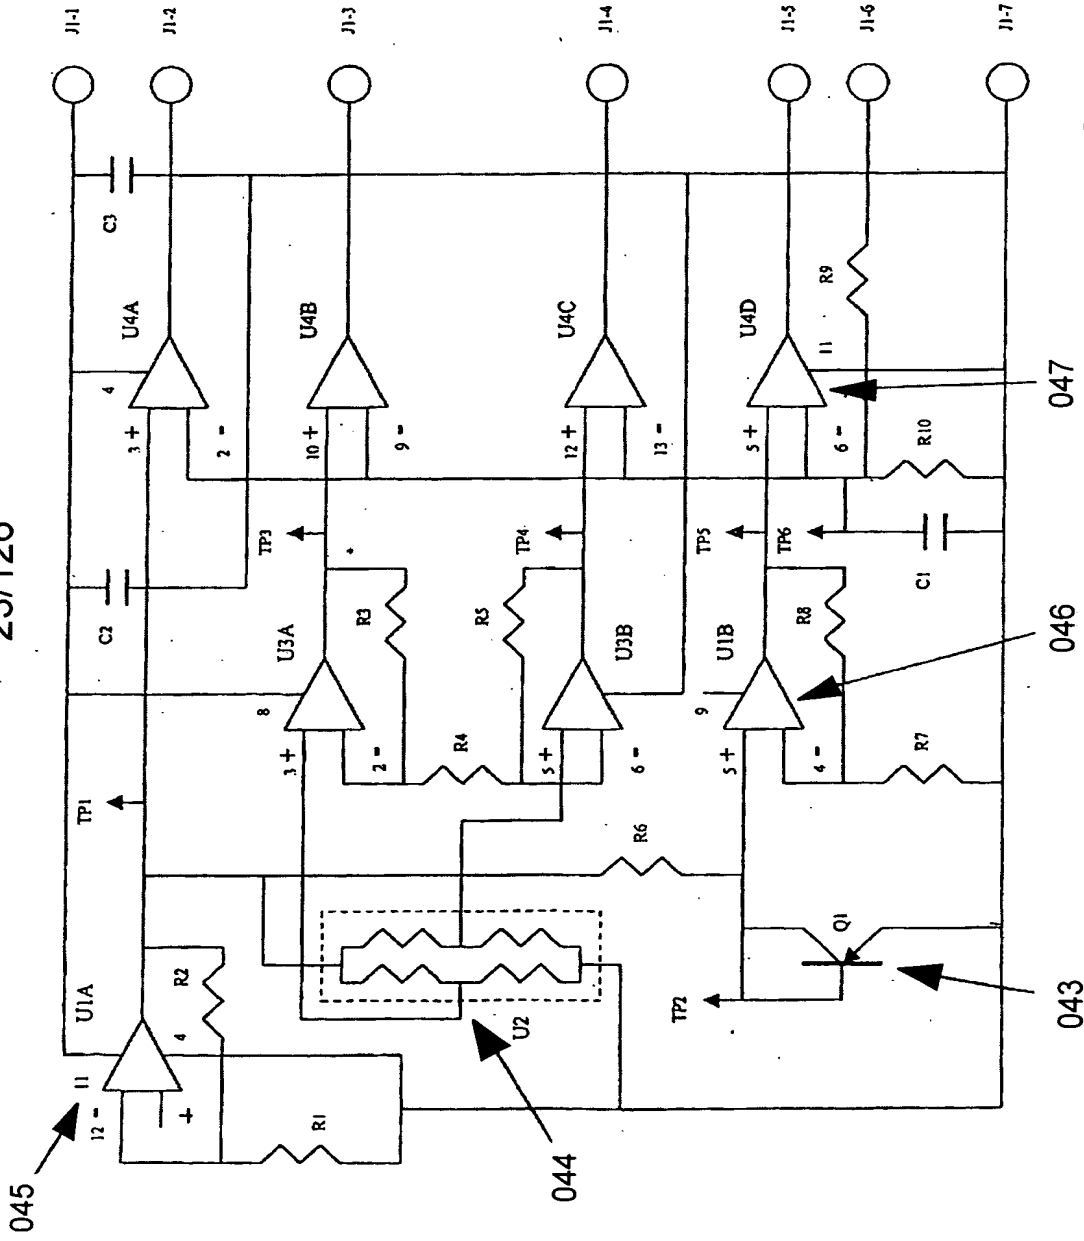 J1-1
J1-2
J1-3
J1-4
J1-5
J1-6
J1-7
C3
U4A
4
3 +
2 -
U4B
10 +
9 -
U4C
12 +
13 -
U4D
11
5 +
6 -
R9
R10
047
TP3
TP4
TP5
TP6
C2
C1
U3A
8
3 +
2 -
R3
R4
R5
U3B
5 +
6 -
U1B
9
5 +
4 -
R8
R7
046
TP1
R6
U1A
11
4
12 -
+
R2
R1
045
U2
044
TP2
Q1
043